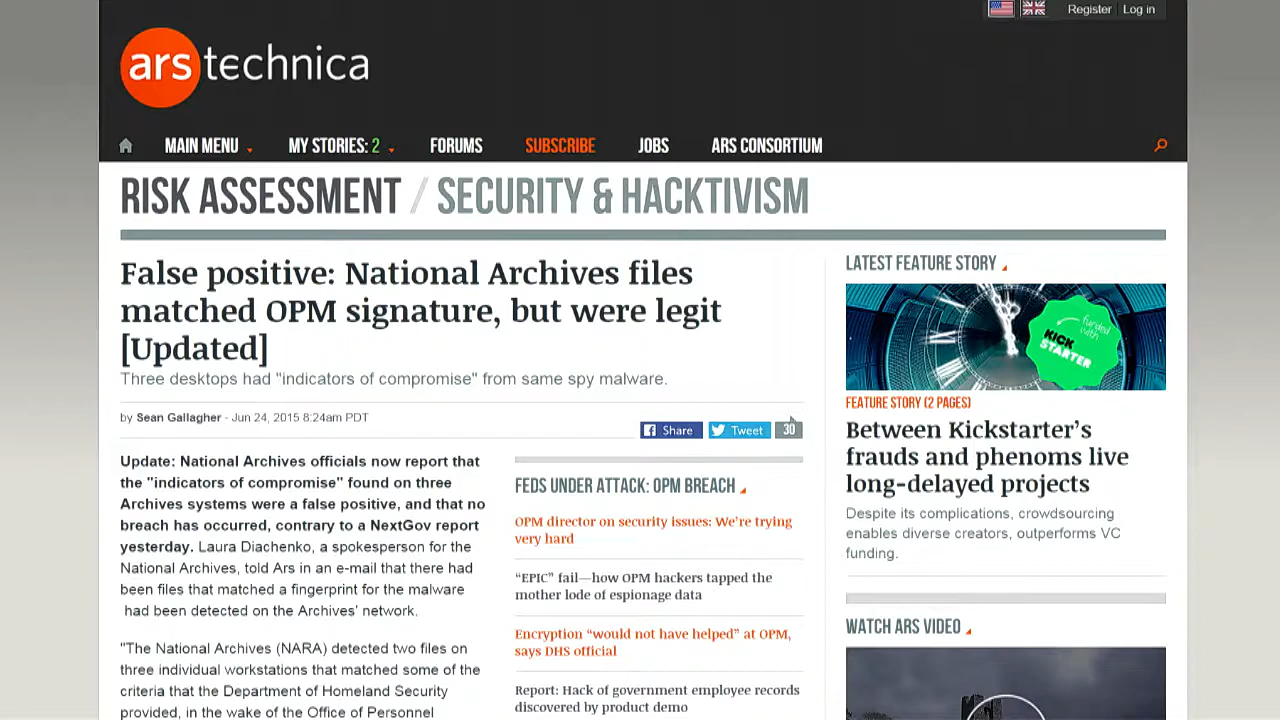 Register
Log in
ars technica
MAIN MENU
MY STORIES: 2
FORUMS
SUBSCRIBE
JOBS
ARS CONSORTIUM
RISK ASSESSMENT / SECURITY & HACKTIVISM
False positive: National Archives files
matched OPM signature, but were legit
[Updated]
Three desktops had "indicators of compromise" from same spy malware.
by Sean Gallagher - Jun 24, 2015 8:24am PDT
Share
Tweet
30
Update: National Archives officials now report that
the "indicators of compromise" found on three
Archives systems were a false positive, and that no
breach has occurred, contrary to a NextGov report
yesterday. Laura Diachenko, a spokesperson for the
National Archives, told Ars in an e-mail that there had
been files that matched a fingerprint for the malware
had been detected on the Archives' network.
"The National Archives (NARA) detected two files on
three individual workstations that matched some of the
criteria that the Department of Homeland Security
provided, in the wake of the Office of Personnel
FEDS UNDER ATTACK: OPM BREACH
OPM director on security issues: We're trying
very hard
“EPIC” fail—how OPM hackers tapped the
mother lode of espionage data
Encryption “would not have helped” at OPM,
says DHS official
Report: Hack of government employee records
discovered by product demo
LATEST FEATURE STORY
funded
with
KICK
STARTER
FEATURE STORY (2 PAGES)
Between Kickstarter’s
frauds and phenoms live
long-delayed projects
Despite its complications, crowdsourcing
enables diverse creators, outperforms VC
funding.
WATCH ARS VIDEO